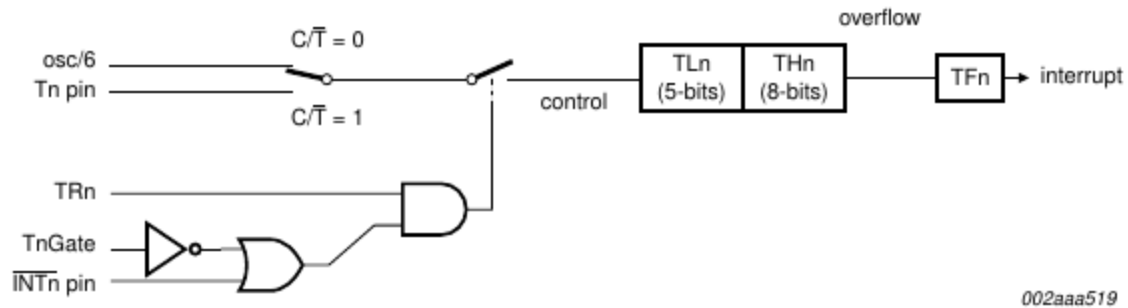 overflow
C/T̅ = 0
osc/6
Tn pin
TLn
(5-bits)
THn
(8-bits)
TFn
interrupt
control
C/T̅ = 1
TRn
TnGate
I̅N̅T̅n pin
002aaa519